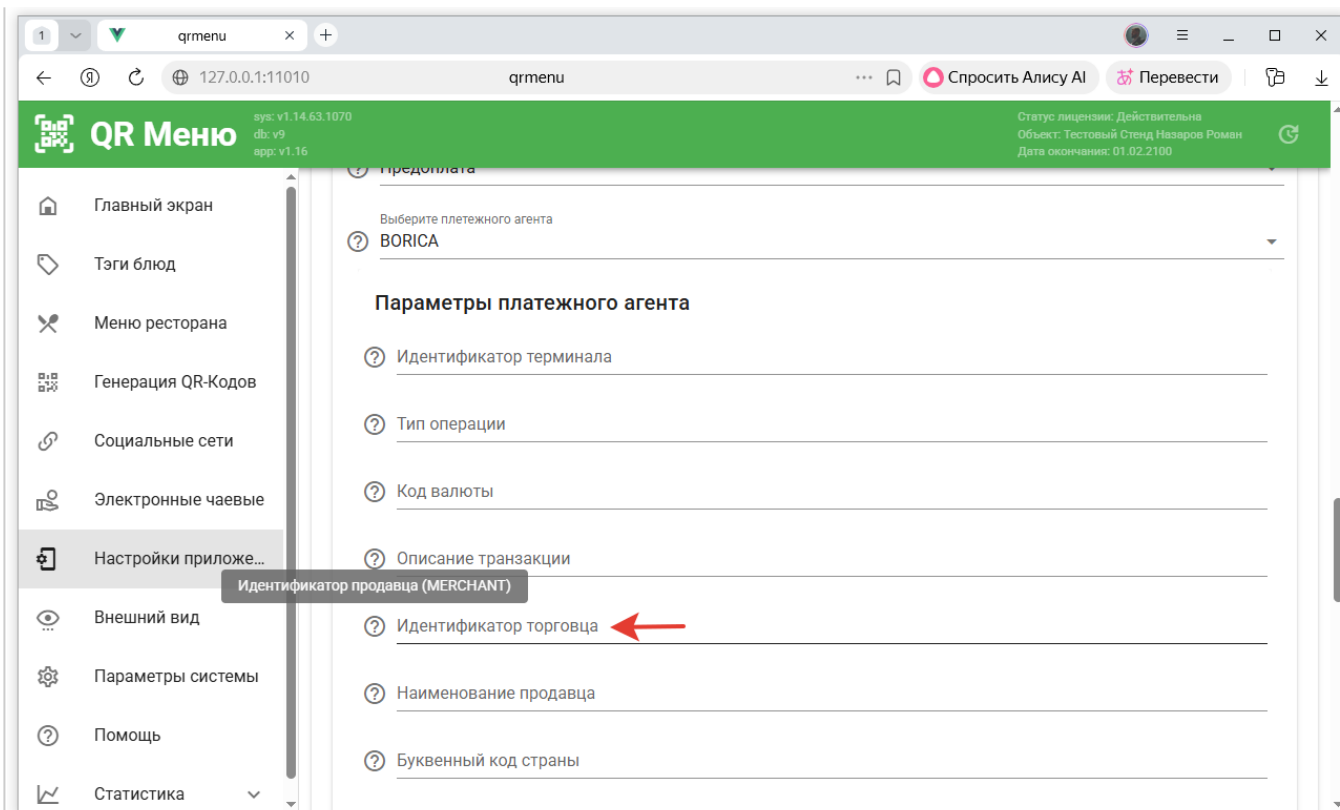 1
qrmenu
127.0.0.1:11010
qrmenu
Спросить Алису AI
Перевести
QR Меню
sys: v1.14.63.1070
db: v9
app: v1.16
Статус лицензии: Действительна
Объект: Тестовый Стенд Назаров Роман
Дата окончания: 01.02.2100
Главный экран
Тэги блюд
Меню ресторана
Генерация QR-Кодов
Социальные сети
Электронные чаевые
Настройки приложе...
Внешний вид
Параметры системы
Помощь
Статистика
Предоплата
Выберите плетежного агента
BORICA
Параметры платежного агента
Идентификатор терминала
Тип операции
Код валюты
Описание транзакции
Идентификатор продавца (MERCHANT)
Идентификатор торговца
Наименование продавца
Буквенный код страны